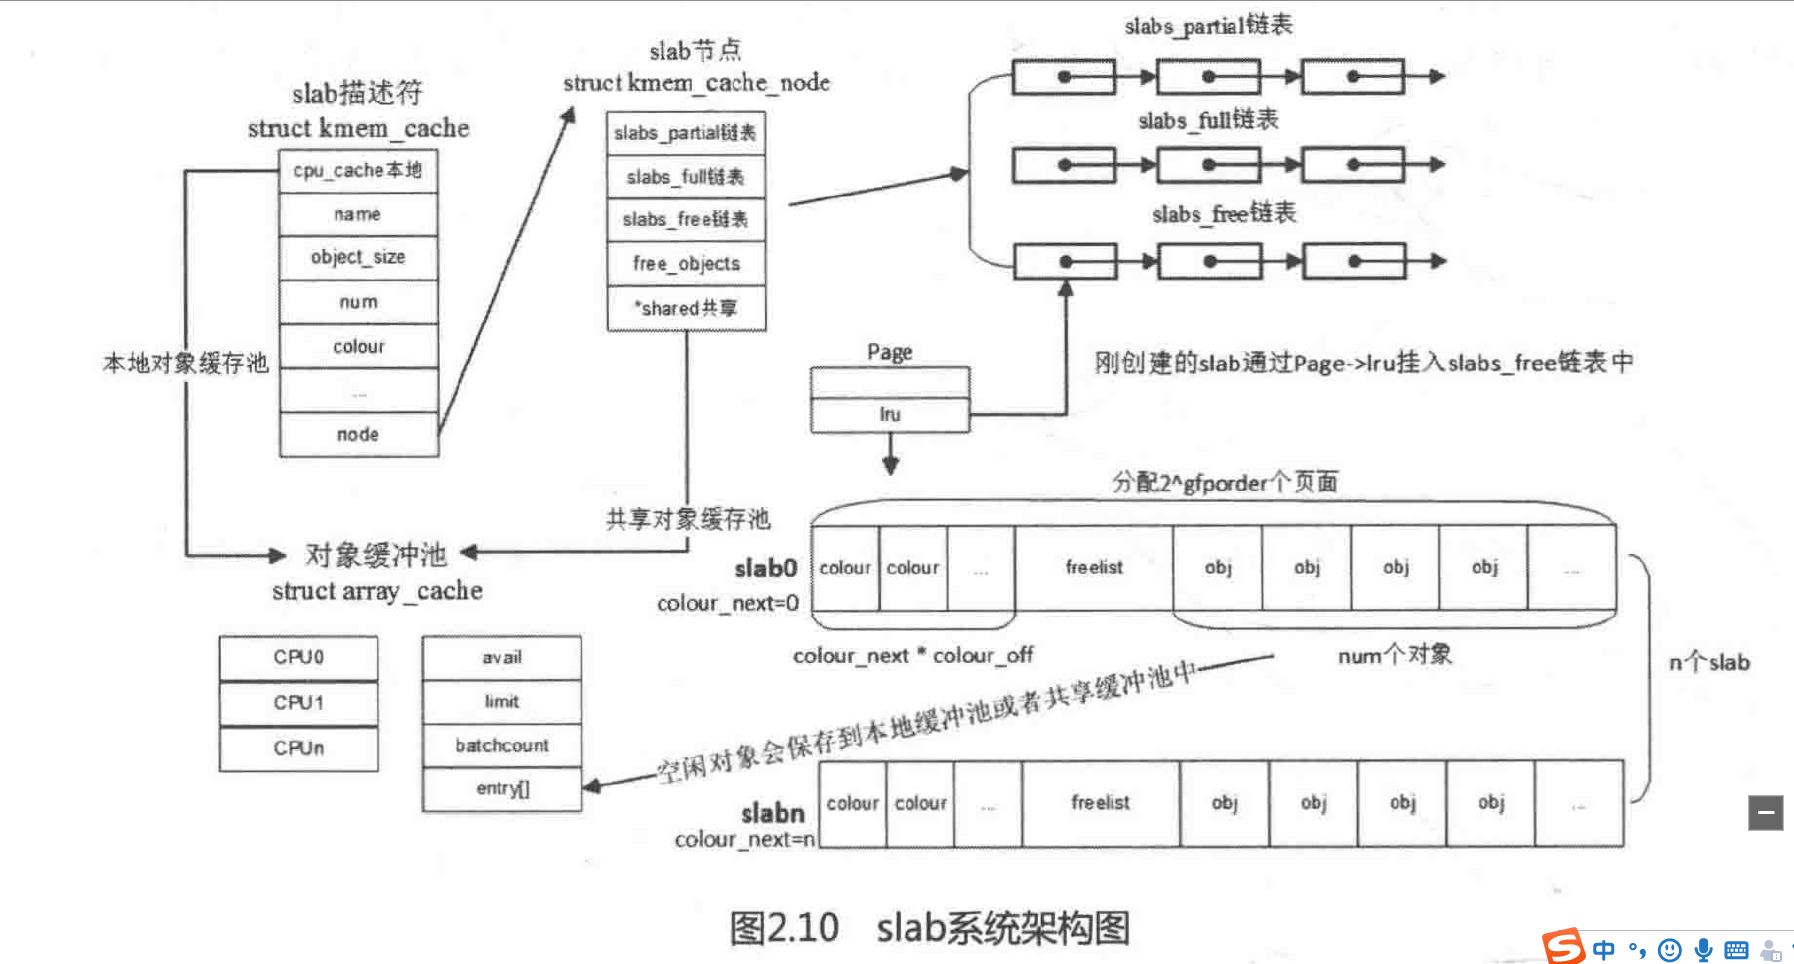 slabs_partial链表
slab节点
struct kmem_cache_node
slab描述符
struct kmem_cache
cpu_cache本地
name
object_size
num
colour
...
node
slabs_partial链表
slabs_full链表
slabs_free链表
free_objects
*shared共享
slabs_full链表
slabs_free链表
本地对象缓存池
Page
lru
刚创建的slab通过Page->lru挂入slabs_free链表中
分配2^gfporder个页面
共享对象缓存池
对象缓冲池
struct array_cache
slab0
colour_next=0
colour colour ... freelist obj obj obj obj ...
colour_next * colour_off
num个对象
n个slab
CPU0
CPU1
CPUn
avail
limit
batchcount
entry[]
空闲对象会保存到本地缓冲池或者共享缓冲池中
slabn
colour_next=n
colour colour ... freelist obj obj obj obj ...
图2.10 slab系统架构图
S中